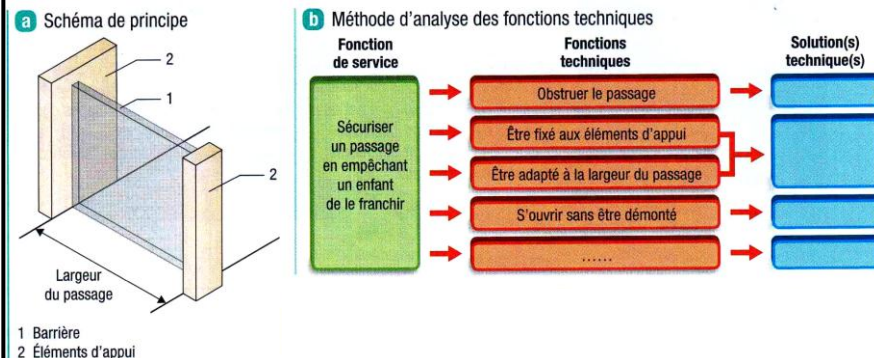 a Schéma de principe
2
1
2
Largeur
du passage
1 Barrière
2 Éléments d'appui
b Méthode d'analyse des fonctions techniques
Fonction
de service
Fonctions
techniques
Solution(s)
technique(s)
Sécuriser
un passage
en empêchant
un enfant
de le franchir
Obstruer le passage
Être fixé aux éléments d'appui
Être adapté à la largeur du passage
S'ouvrir sans être démonté
......